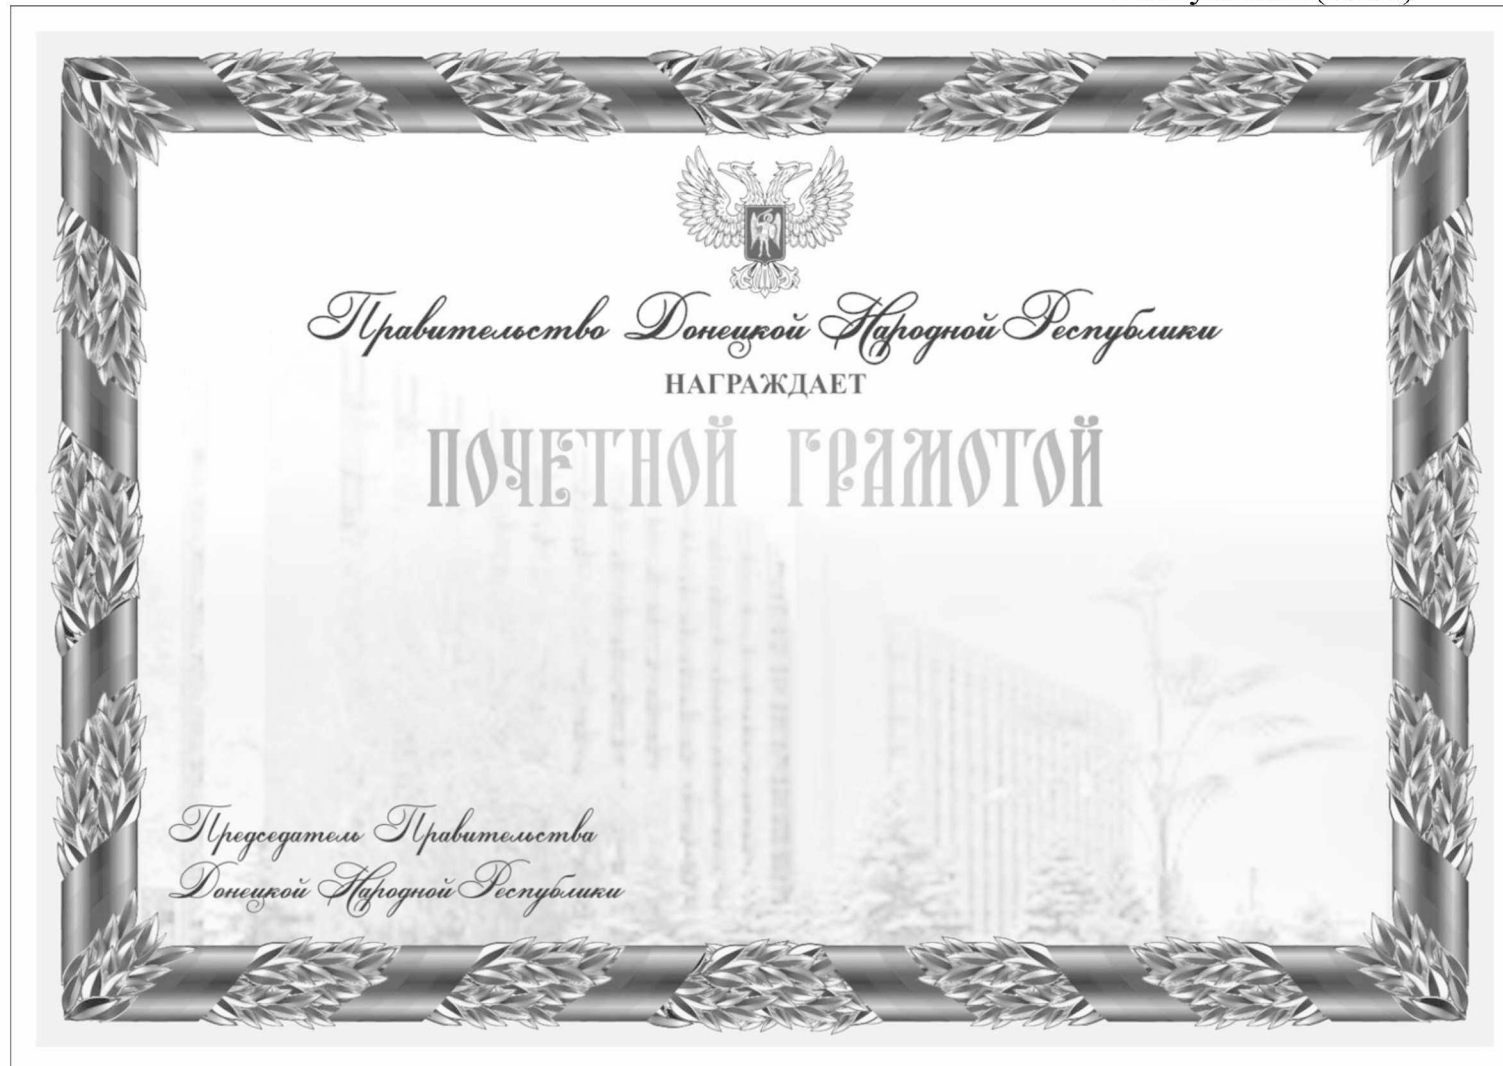 Правительство Донецкой Народной Республики
НАГРАЖДАЕТ
ПОЧЕТНОЙ ГРАМОТОЙ
Председатель Правительства
Донецкой Народной Республики